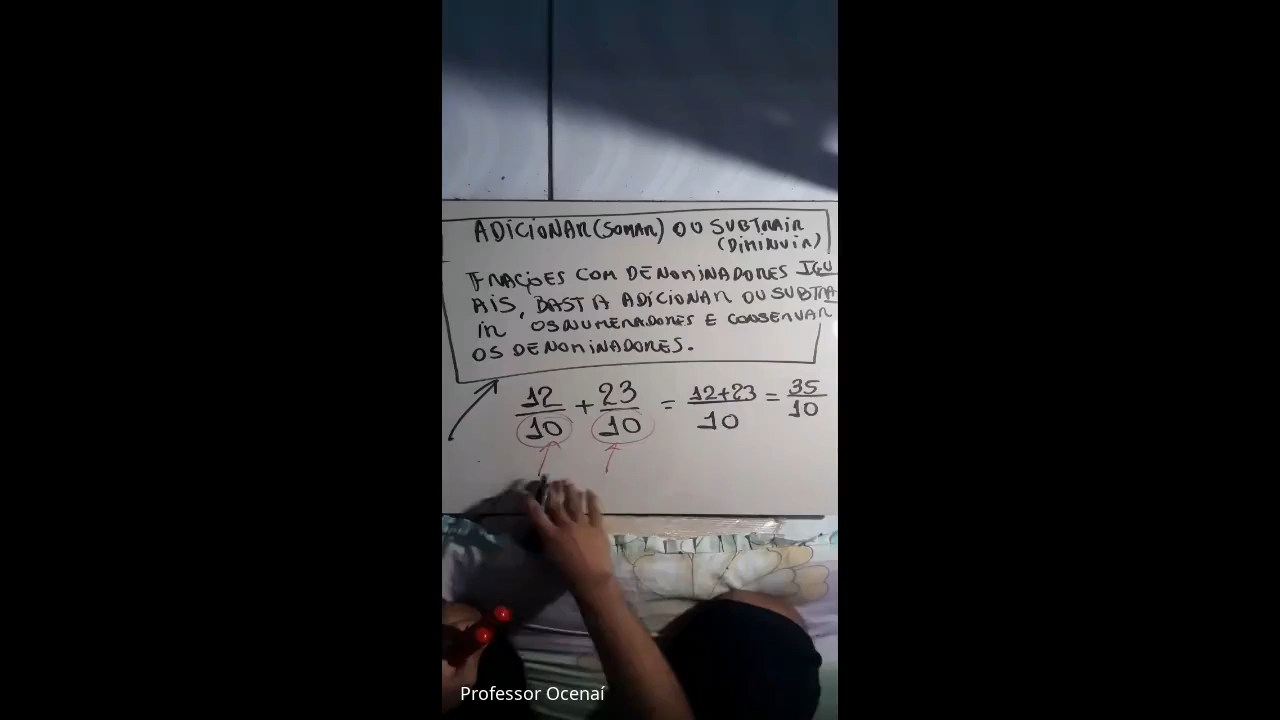 ADICIONAR (SOMAR) OU SUBTRAIR
(DIMINUIR)
FRAÇÕES COM DENOMINADORES IGU
AIS, BASTA ADICIONAR OU SUBTRA
IR OS NUMERADORES E CONSERVAR
OS DENOMINADORES.
12/10 + 23/10 = 12+23/10 = 35/10
Professor Ocenaí